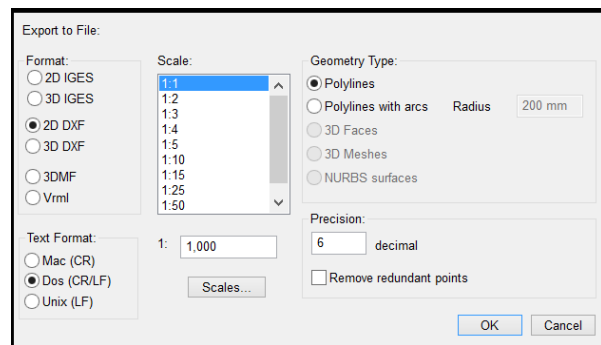 Export to File:
Format:
2D IGES
3D IGES
2D DXF
3D DXF
3DMF
Vrml
Text Format:
Mac (CR)
Dos (CR/LF)
Unix (LF)
Scale:
1:1
1:2
1:3
1:4
1:5
1:10
1:15
1:25
1:50
1: 1,000
Scales...
Geometry Type:
Polylines
Polylines with arcs Radius 200 mm
3D Faces
3D Meshes
NURBS surfaces
Precision:
6 decimal
Remove redundant points
OK Cancel